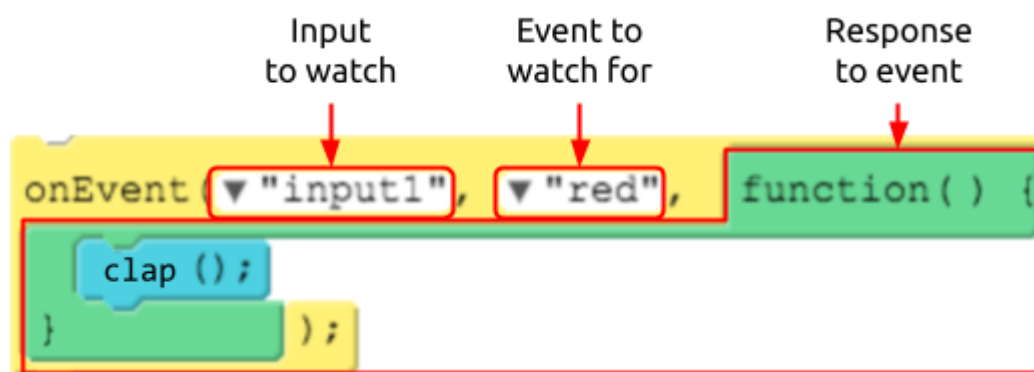 Input
to watch
Event to
watch for
Response
to event
onEvent(▼ "input1", ▼ "red", function() {
clap ();
} );